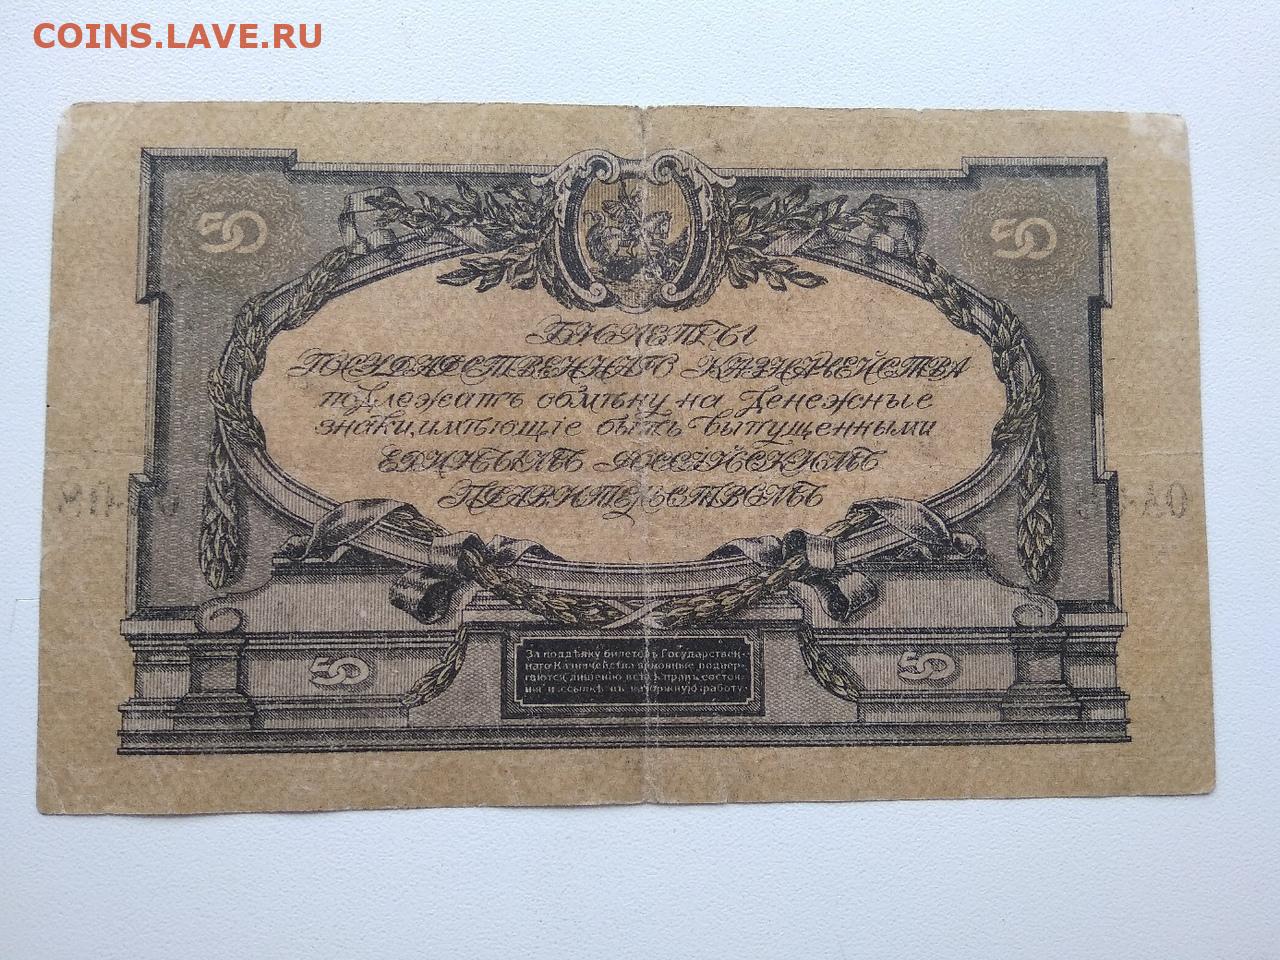 COINS.LAVE.RU
50 50
БИЛЕТЫ
ГОСУДАРСТВЕННАГО КАЗНАЧЕЙСТВА
подлежатъ обмѣну на денежные
знаки, имѣющіе быть выпущенными
ЕДИНЫМЪ РОССІЙСКИМЪ
ПРАВИТЕЛЬСТВОМЪ
50 50
За поддѣлку билетовъ Государствен-
наго Казначейства виновные подвер-
гаются лишенію всѣхъ правъ состоя-
нія и ссылкѣ въ каторжную работу.